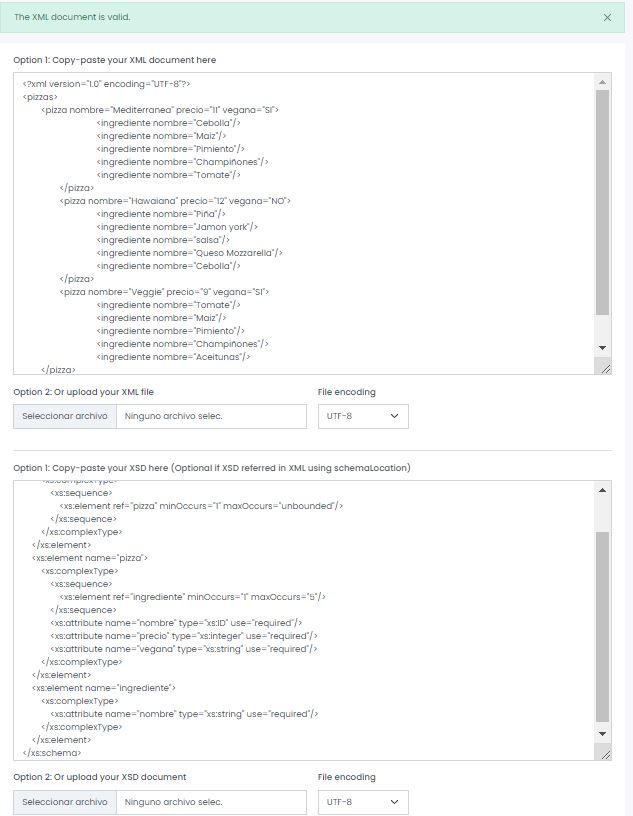 The XML document is valid.
Option 1: Copy-paste your XML document here
<?xml version="1.0" encoding="UTF-8"?>
<pizzas>
<pizza nombre="Mediterranea" precio="11" vegana="SI">
<ingrediente nombre="Cebolla"/>
<ingrediente nombre="Maiz"/>
<ingrediente nombre="Pimiento"/>
<ingrediente nombre="Champiñones"/>
<ingrediente nombre="Tomate"/>
</pizza>
<pizza nombre="Hawaiana" precio="12" vegana="NO">
<ingrediente nombre="Piña"/>
<ingrediente nombre="Jamon york"/>
<ingrediente nombre="salsa"/>
<ingrediente nombre="Queso Mozzarella"/>
<ingrediente nombre="Cebolla"/>
</pizza>
<pizza nombre="Veggie" precio="9" vegana="SI">
<ingrediente nombre="Tomate"/>
<ingrediente nombre="Maiz"/>
<ingrediente nombre="Pimiento"/>
<ingrediente nombre="Champiñones"/>
<ingrediente nombre="Aceitunas"/>
</pizza>
Option 2: Or upload your XML file File encoding
Seleccionar archivo Ninguno archivo selec. UTF-8
Option 1: Copy-paste your XSD here (Optional if XSD referred in XML using schemaLocation)
<xs:complexType>
<xs:sequence>
<xs:element ref="pizza" minOccurs="1" maxOccurs="unbounded"/>
</xs:sequence>
</xs:complexType>
</xs:element>
<xs:element name="pizza">
<xs:complexType>
<xs:sequence>
<xs:element ref="ingrediente" minOccurs="1" maxOccurs="5"/>
</xs:sequence>
<xs:attribute name="nombre" type="xs:ID" use="required"/>
<xs:attribute name="precio" type="xs:integer" use="required"/>
<xs:attribute name="vegana" type="xs:string" use="required"/>
</xs:complexType>
</xs:element>
<xs:element name="ingrediente">
<xs:complexType>
<xs:attribute name="nombre" type="xs:string" use="required"/>
</xs:complexType>
</xs:element>
</xs:schema>
Option 2: Or upload your XSD document File encoding
Seleccionar archivo Ninguno archivo selec. UTF-8